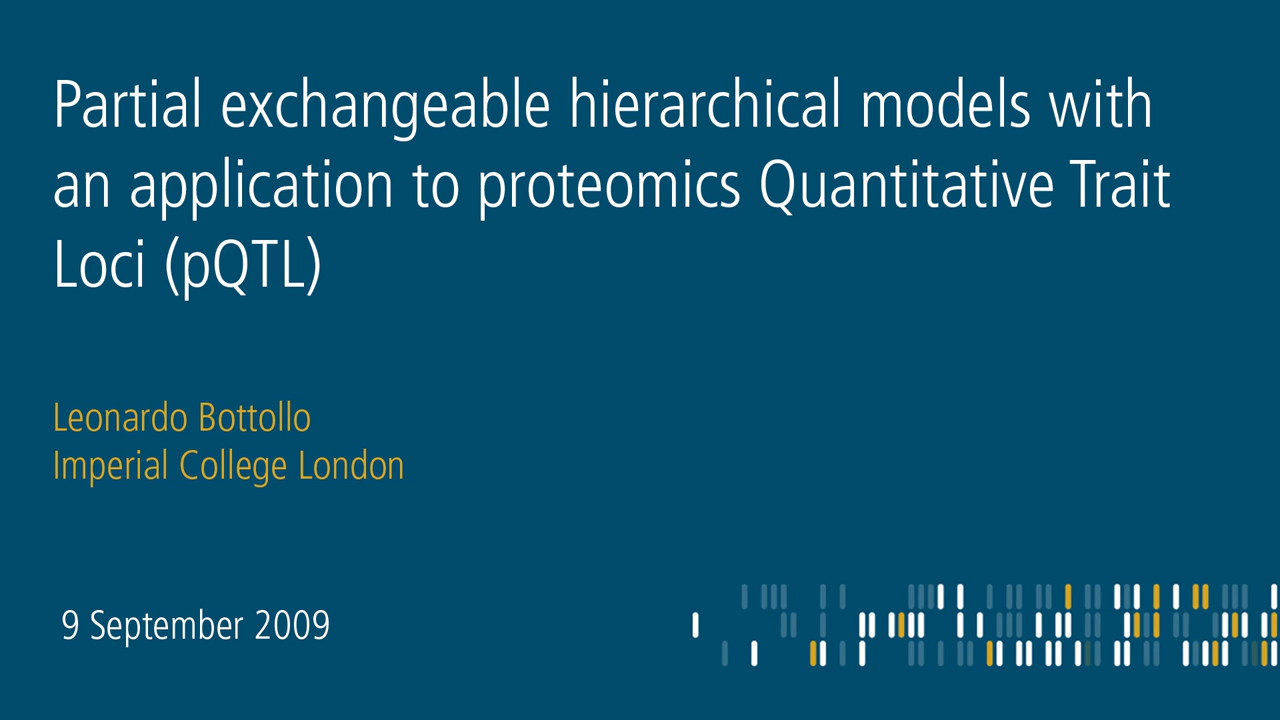 Partial exchangeable hierarchical models with
an application to proteomics Quantitative Trait
Loci (pQTL)
Leonardo Bottollo
Imperial College London
9 September 2009